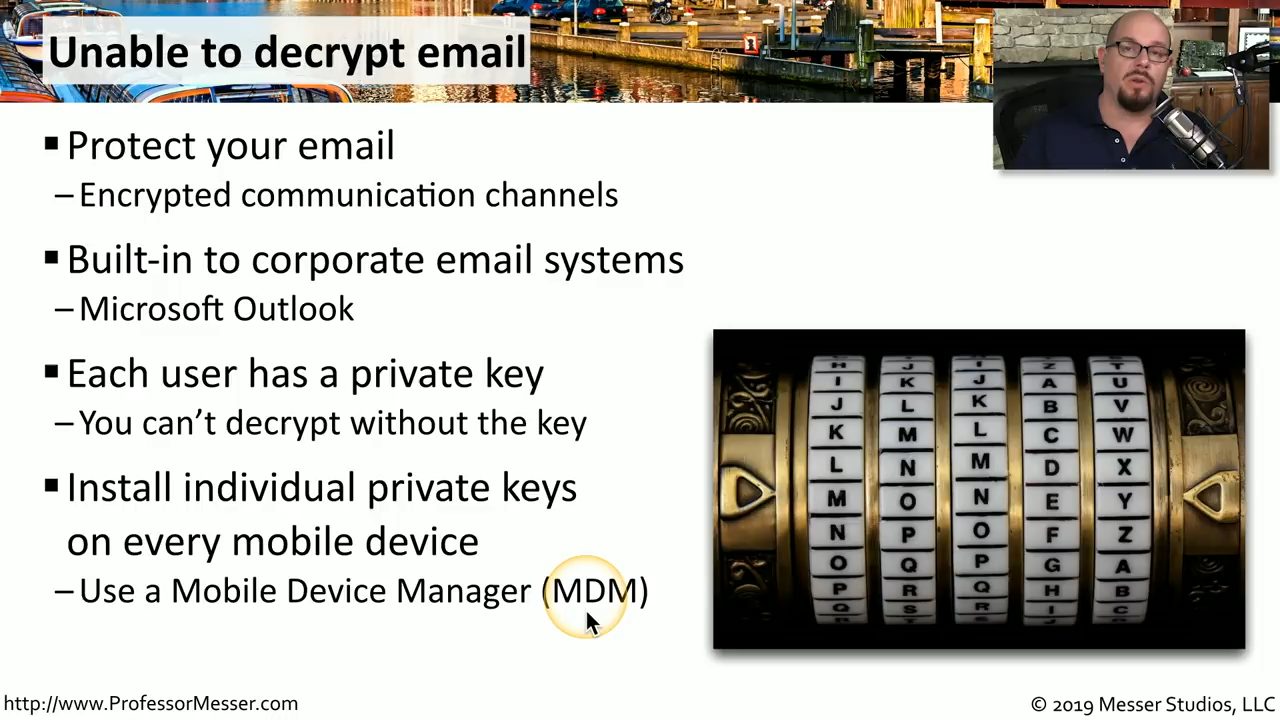 Unable to decrypt email
▪ Protect your email
– Encrypted communication channels
▪ Built-in to corporate email systems
– Microsoft Outlook
▪ Each user has a private key
– You can’t decrypt without the key
▪ Install individual private keys
on every mobile device
– Use a Mobile Device Manager (MDM)
H J I Z T
I K J A U
J L K B V
K M L C W
L N M D X
M O N E Y
N P O F Z
O Q P G A
P R Q H B
Q S R I C
http://www.ProfessorMesser.com
© 2019 Messer Studios, LLC